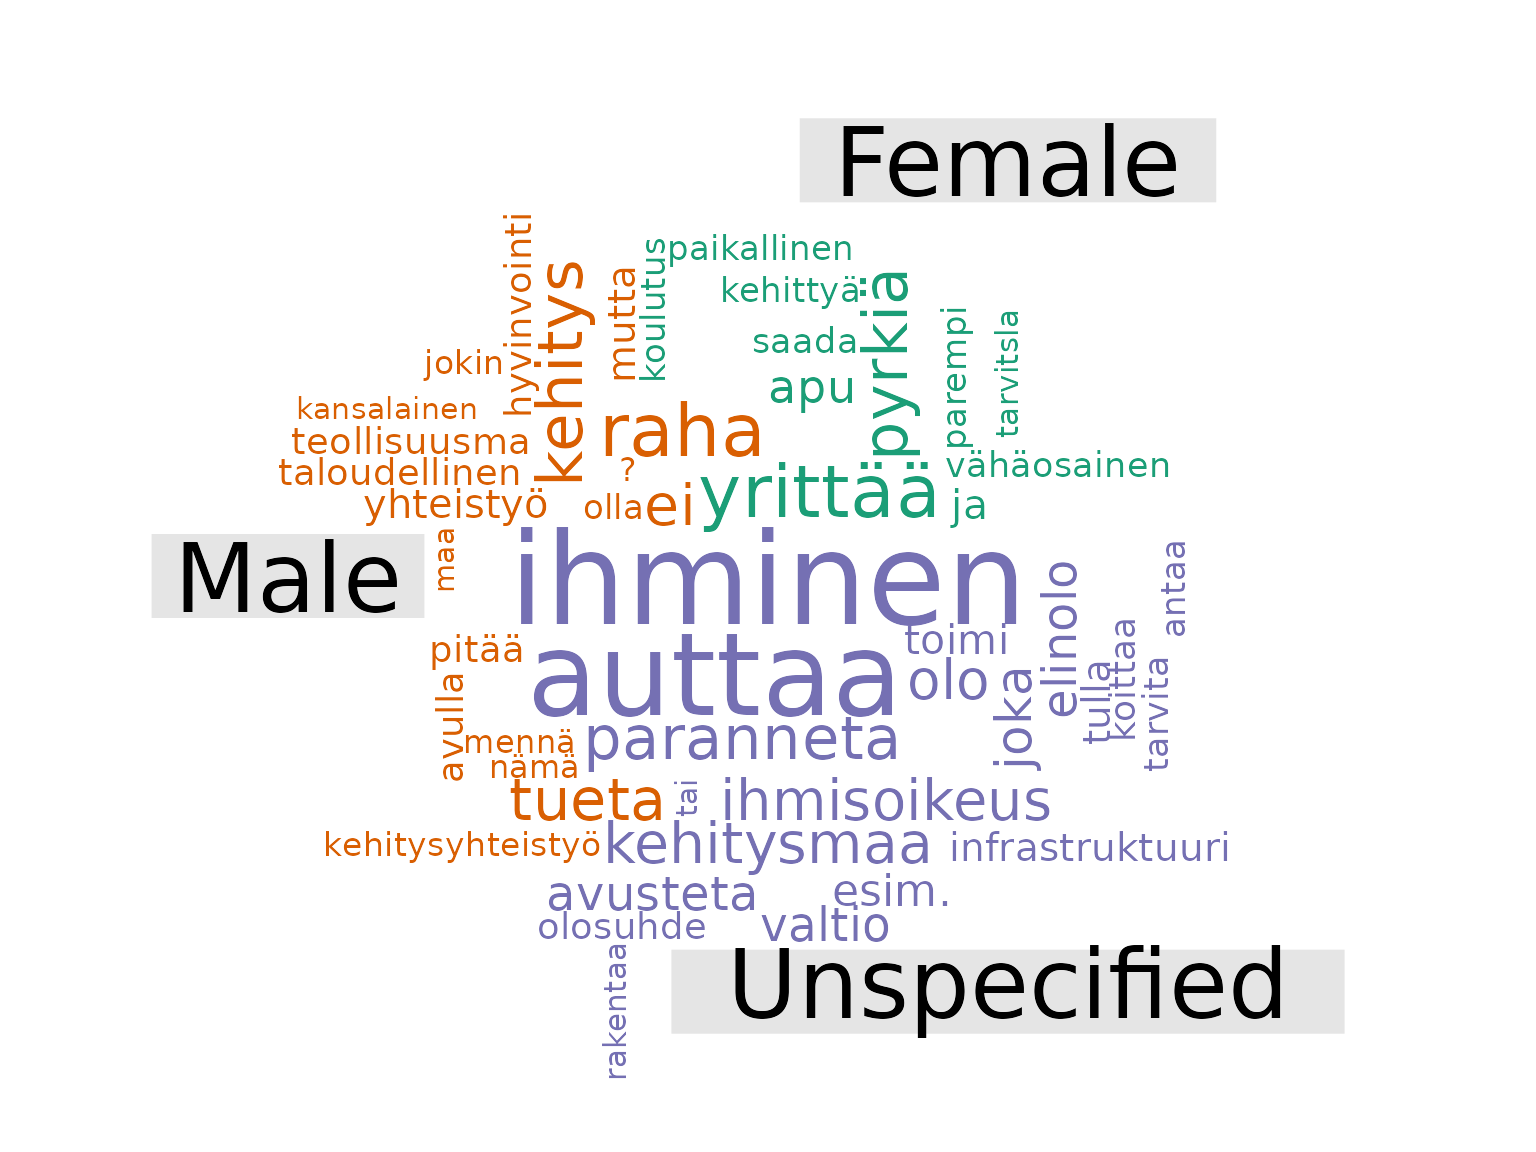 Female
hyvinvointi
kehitys
mutta
koulutus
paikallinen
kehittyä
pyrkiä
parempi
tarvitsla
saada
jokin
apu
kansalainen
raha
teollisuusma
taloudellinen
?
yrittää
vähäosainen
yhteistyö
olla
ei
ja
Male
maa
ihminen
elinolo
antaa
pitää
auttaa
toimi
olo
joka
tulla
koittaa
tarvita
avulla
mennä
paranneta
nämä
tueta
tai
ihmisoikeus
kehitysyhteistyö
kehitysmaa
infrastruktuuri
avusteta
esim.
olosuhde
valtio
rakentaa
Unspecified